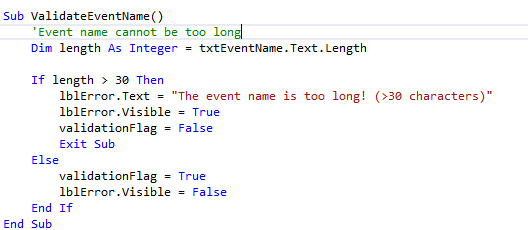 Sub ValidateEventName()
    'Event name cannot be too long
    Dim length As Integer = txtEventName.Text.Length

    If length > 30 Then
        lblError.Text = "The event name is too long! (>30 characters)"
        lblError.Visible = True
        validationFlag = False
        Exit Sub
    Else
        validationFlag = True
        lblError.Visible = False
    End If
End Sub